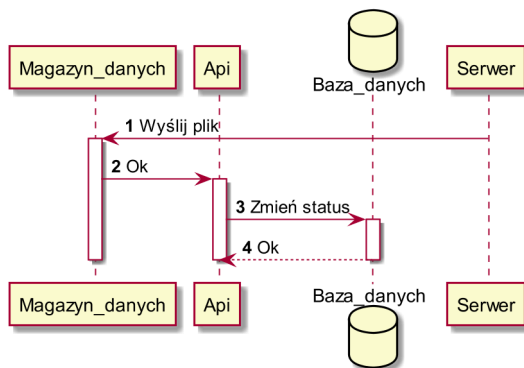 Magazyn_danych
Api
Baza_danych
Serwer
1 Wyślij plik
2 Ok
3 Zmień status
4 Ok
Magazyn_danych
Api
Baza_danych
Serwer